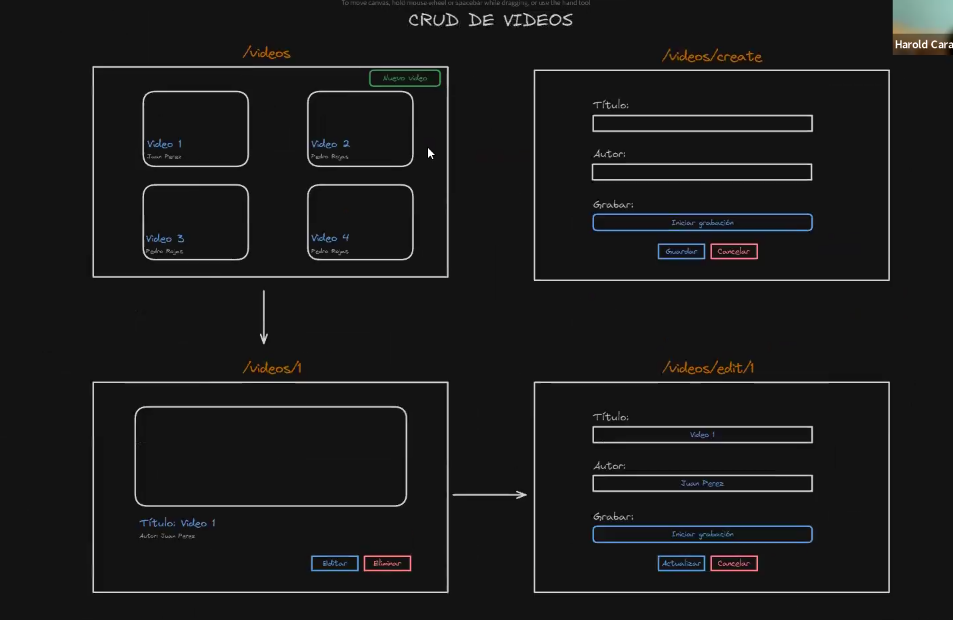 To move canvas, hold mouse wheel or spacebar while dragging, or use the hand tool
CRUD DE VIDEOS
Harold Cara
/videos
Nuevo video
Video 1
Juan Perez
Video 2
Pedro Rojas
Video 3
Pedro Rojas
Video 4
Pedro Rojas
/videos/create
Título:
Autor:
Grabar:
Iniciar grabación
Guardar
Cancelar
/videos/1
Título: Video 1
Autor: Juan Perez
Editar
Eliminar
/videos/edit/1
Título:
Video 1
Autor:
Juan Perez
Grabar:
Iniciar grabación
Actualizar
Cancelar